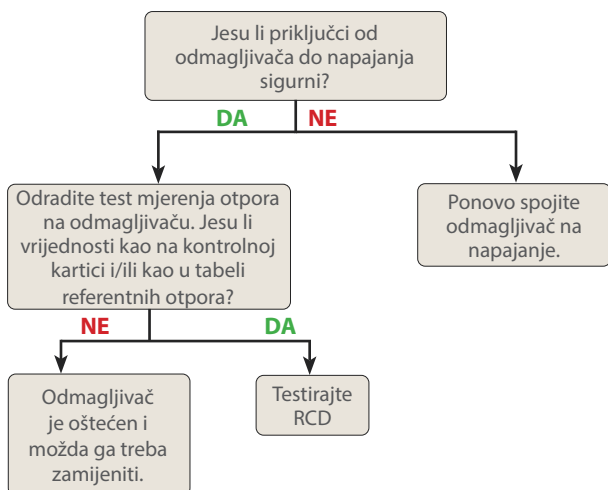 Jesu li priključci od
odmagljivača do napajanja
sigurni?
DA NE
Odradite test mjerenja otpora
na odmagljivaču. Jesu li
vrijednosti kao na kontrolnoj
kartici i/ili kao u tabeli
referentnih otpora?
Ponovo spojite
odmagljivač na
napajanje.
NE DA
Odmagljivač
je oštećen i
možda ga treba
zamijeniti.
Testirajte
RCD